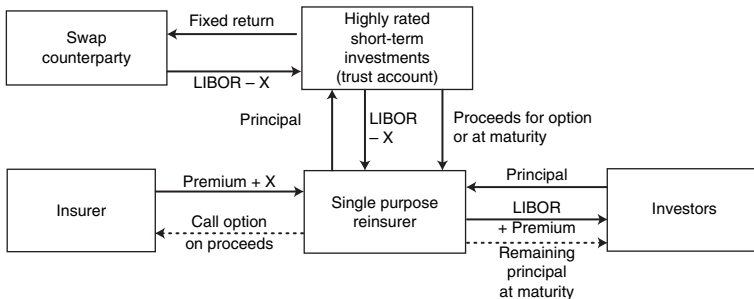 Fixed return
Swap
counterparty
LIBOR – X
Highly rated
short-term
investments
(trust account)
Principal
LIBOR
– X
Proceeds for option
or at maturity
Insurer
Premium + X
Call option
on proceeds
Single purpose
reinsurer
Principal
LIBOR
+ Premium
Remaining
principal
at maturity
Investors